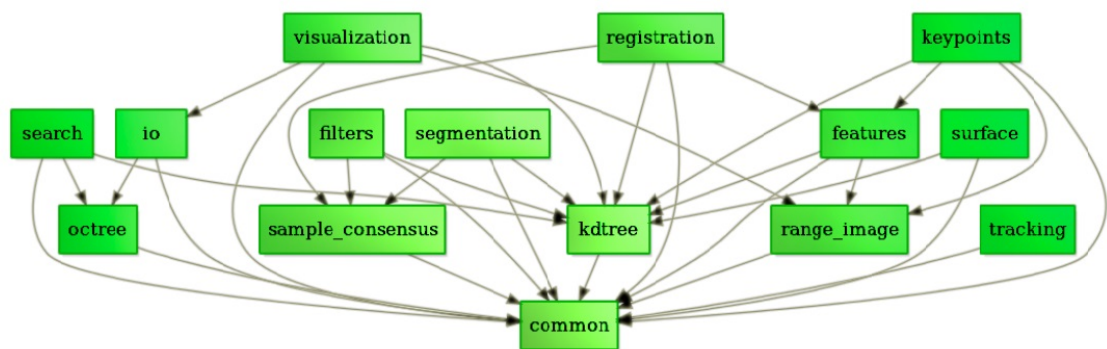 visualization
registration
keypoints
search
io
filters
segmentation
features
surface
octree
sample_consensus
kdtree
range_image
tracking
common